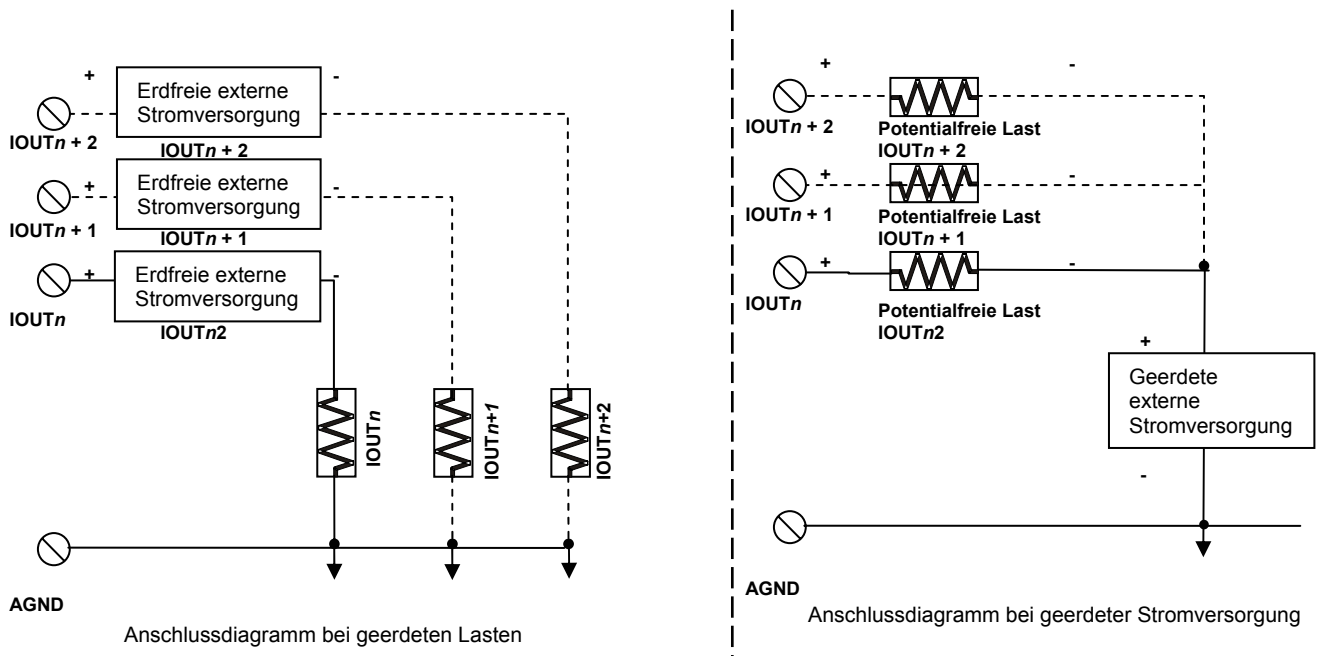 +
-
Erdfreie externe
Stromversorgung
IOUTn + 2
IOUTn + 2
+
-
Erdfreie externe
Stromversorgung
IOUTn + 1
IOUTn + 1
+
-
Erdfreie externe
Stromversorgung
IOUTn
IOUTn2
IOUTn
IOUTn+1
IOUTn+2
AGND
Anschlussdiagramm bei geerdeten Lasten
+
-
IOUTn + 2
Potentialfreie Last
IOUTn + 2
+
-
IOUTn + 1
Potentialfreie Last
IOUTn + 1
+
-
IOUTn
Potentialfreie Last
IOUTn2
+
Geerdete
externe
Stromversorgung
-
AGND
Anschlussdiagramm bei geerdeter Stromversorgung